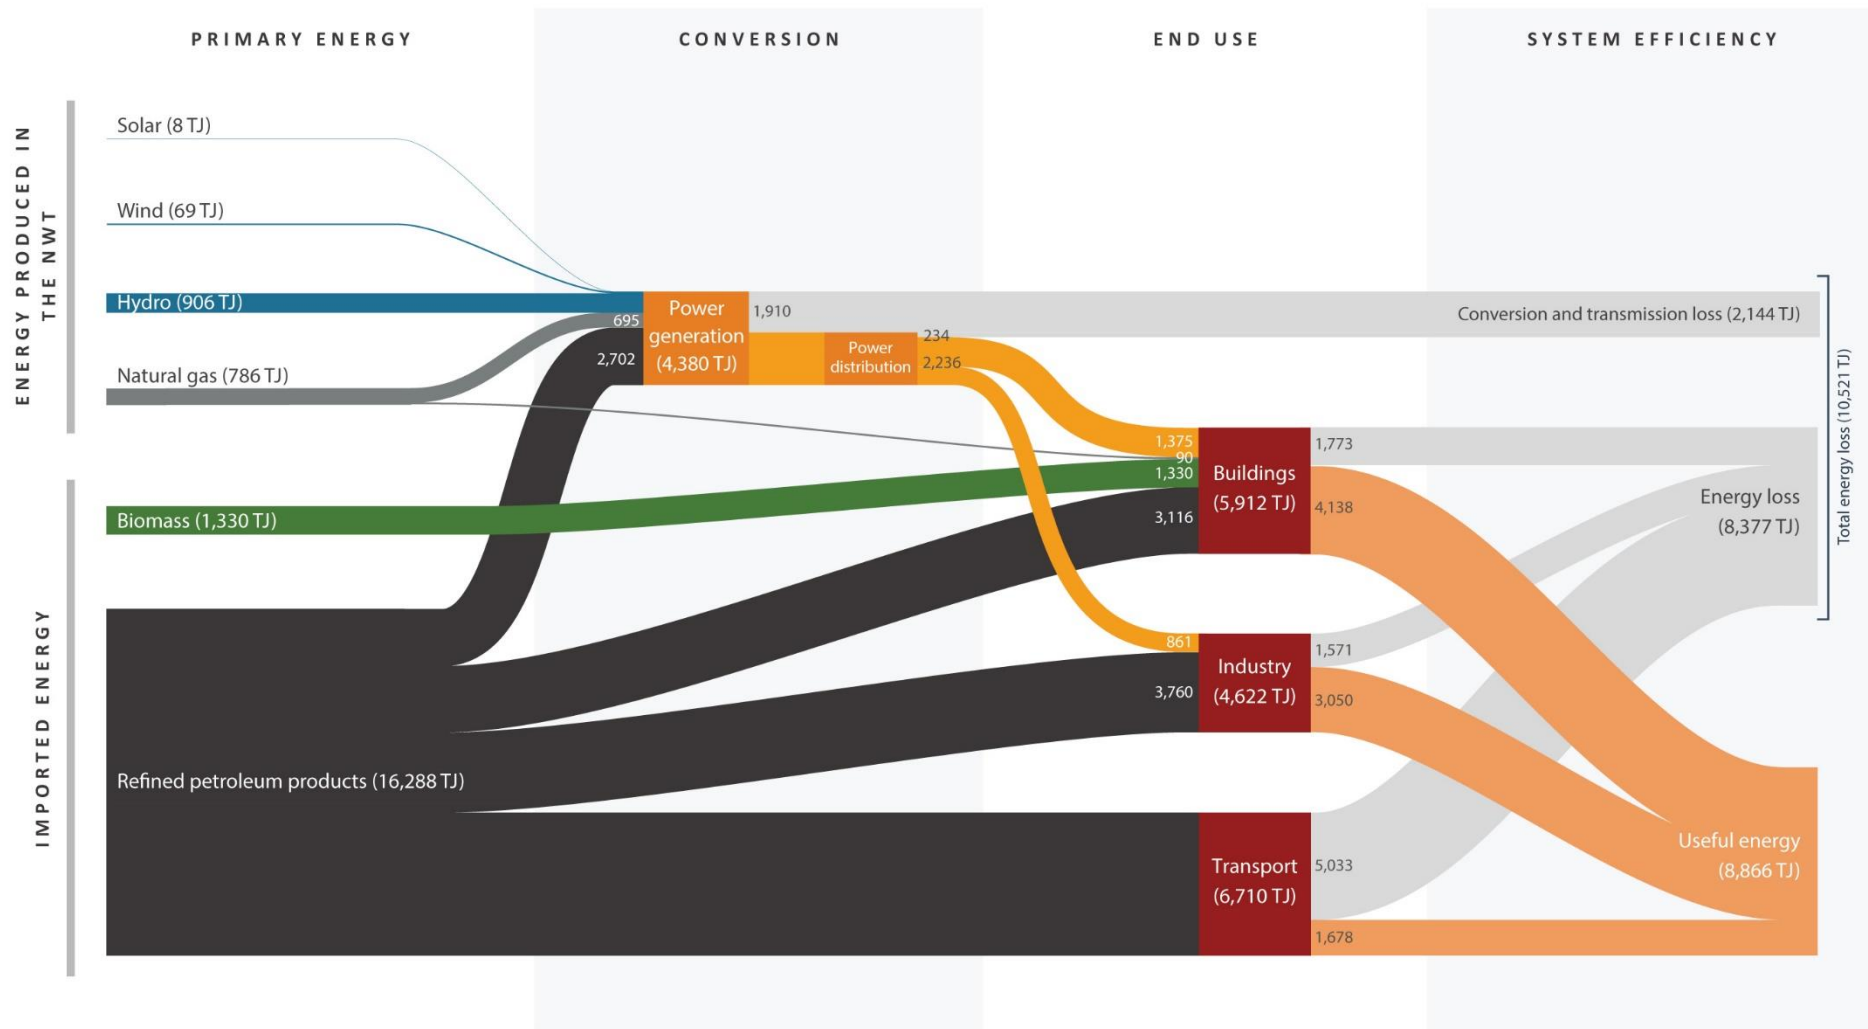 PRIMARY ENERGY
CONVERSION
END USE
SYSTEM EFFICIENCY
ENERGY PRODUCED IN
THE NWT
Solar (8 TJ)
Wind (69 TJ)
Hydro (906 TJ)
Natural gas (786 TJ)
IMPORTED ENERGY
Biomass (1,330 TJ)
Refined petroleum products (16,288 TJ)
695
2,702
Power
generation
(4,380 TJ)
1,910
Power
distribution
234
2,236
1,375
90
1,330
3,116
Buildings
(5,912 TJ)
1,773
4,138
861
3,760
Industry
(4,622 TJ)
1,571
3,050
Transport
(6,710 TJ)
5,033
1,678
Conversion and transmission loss (2,144 TJ)
Energy loss
(8,377 TJ)
Total energy loss (10,521 TJ)
Useful energy
(8,866 TJ)